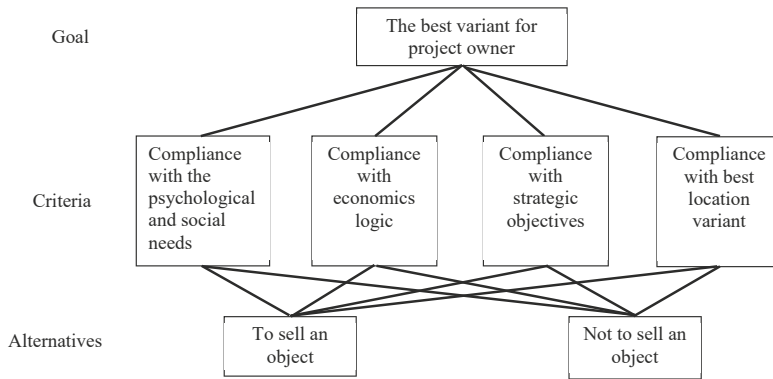 Goal
The best variant for
project owner
Criteria
Compliance
with the
psychological
and social
needs
Compliance
with
economics
logic
Compliance
with
strategic
objectives
Compliance
with best
location
variant
Alternatives
To sell an
object
Not to sell an
object